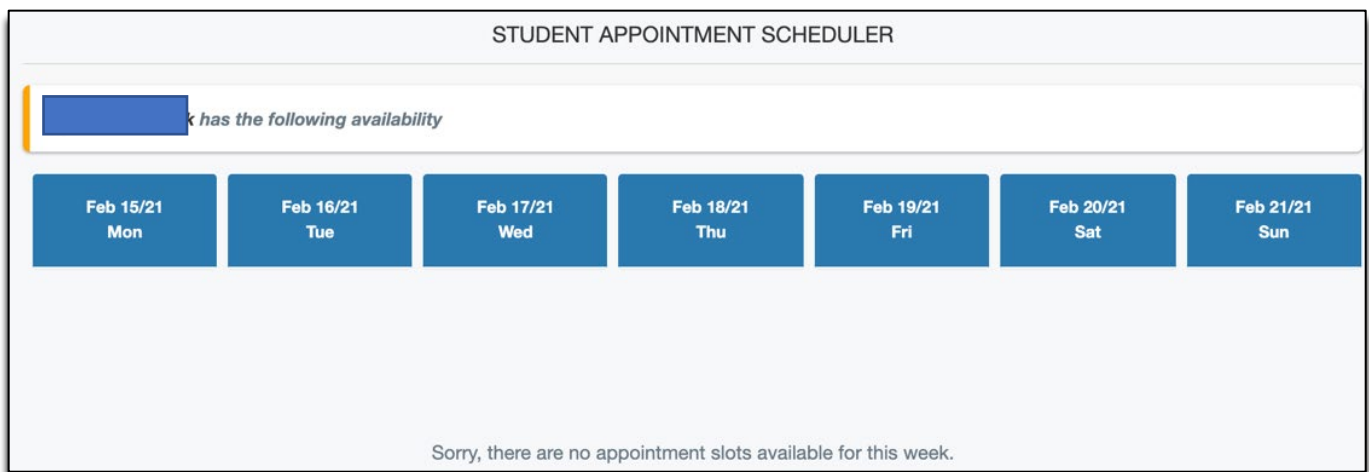 STUDENT APPOINTMENT SCHEDULER
has the following availability
Feb 15/21
Mon
Feb 16/21
Tue
Feb 17/21
Wed
Feb 18/21
Thu
Feb 19/21
Fri
Feb 20/21
Sat
Feb 21/21
Sun
Sorry, there are no appointment slots available for this week.